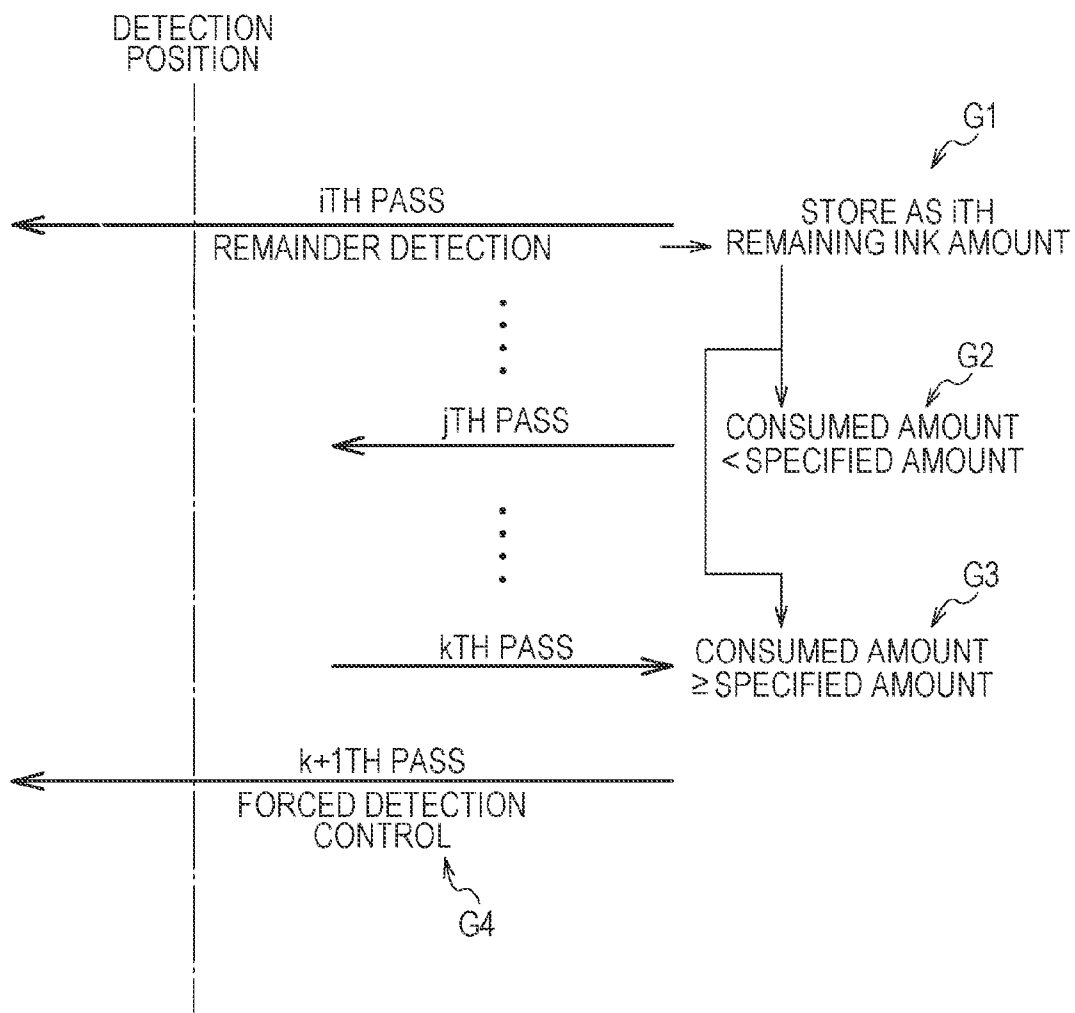 DETECTION
POSITION
G1
iTH PASS
STORE AS iTH
REMAINDER DETECTION
REMAINING INK AMOUNT
G2
jTH PASS
CONSUMED AMOUNT
< SPECIFIED AMOUNT
G3
kTH PASS
CONSUMED AMOUNT
≥ SPECIFIED AMOUNT
k+1TH PASS
FORCED DETECTION
CONTROL
G4